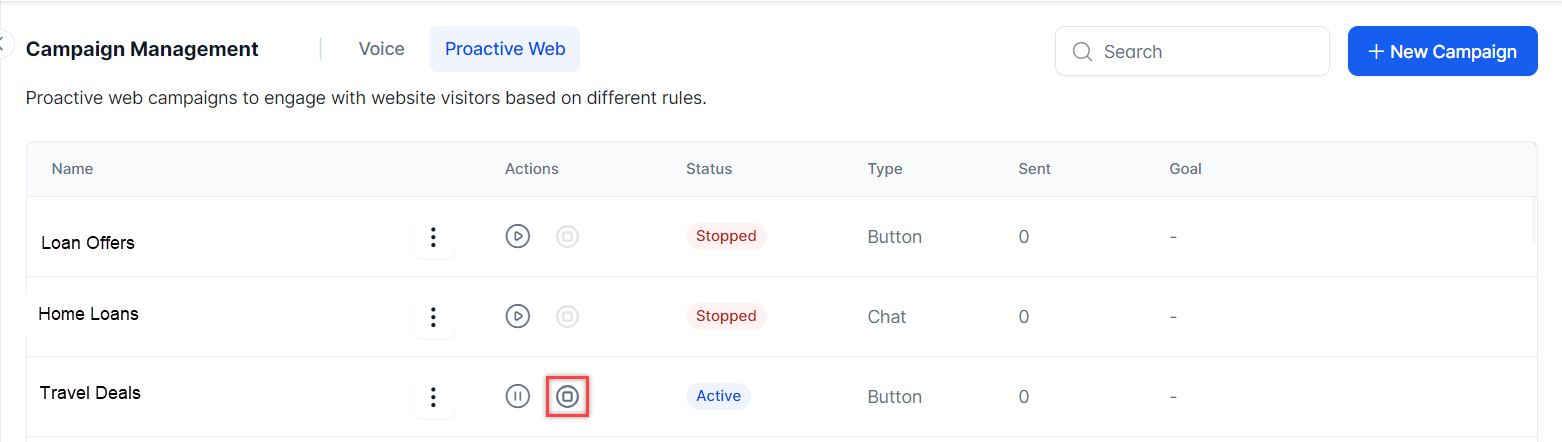 Campaign Management Voice Proactive Web Search + New Campaign
Proactive web campaigns to engage with website visitors based on different rules.
Name Actions Status Type Sent Goal
Loan Offers Stopped Button 0 -
Home Loans Stopped Chat 0 -
Travel Deals Active Button 0 -